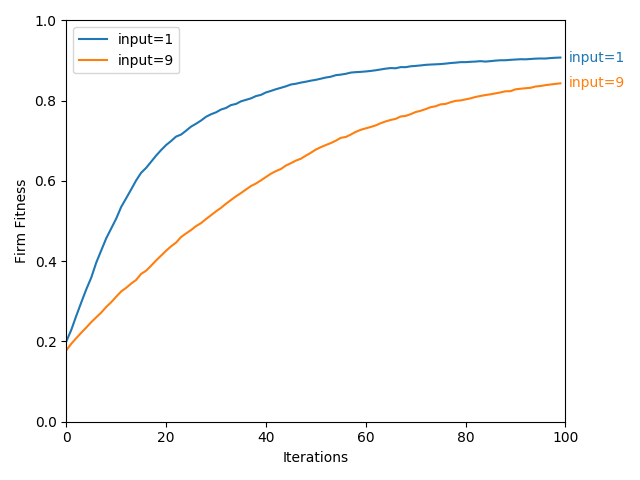 1.0
0.8
0.6
0.4
0.2
0.0
Firm Fitness
input=1
input=9
input=1
input=9
0 20 40 60 80 100
Iterations